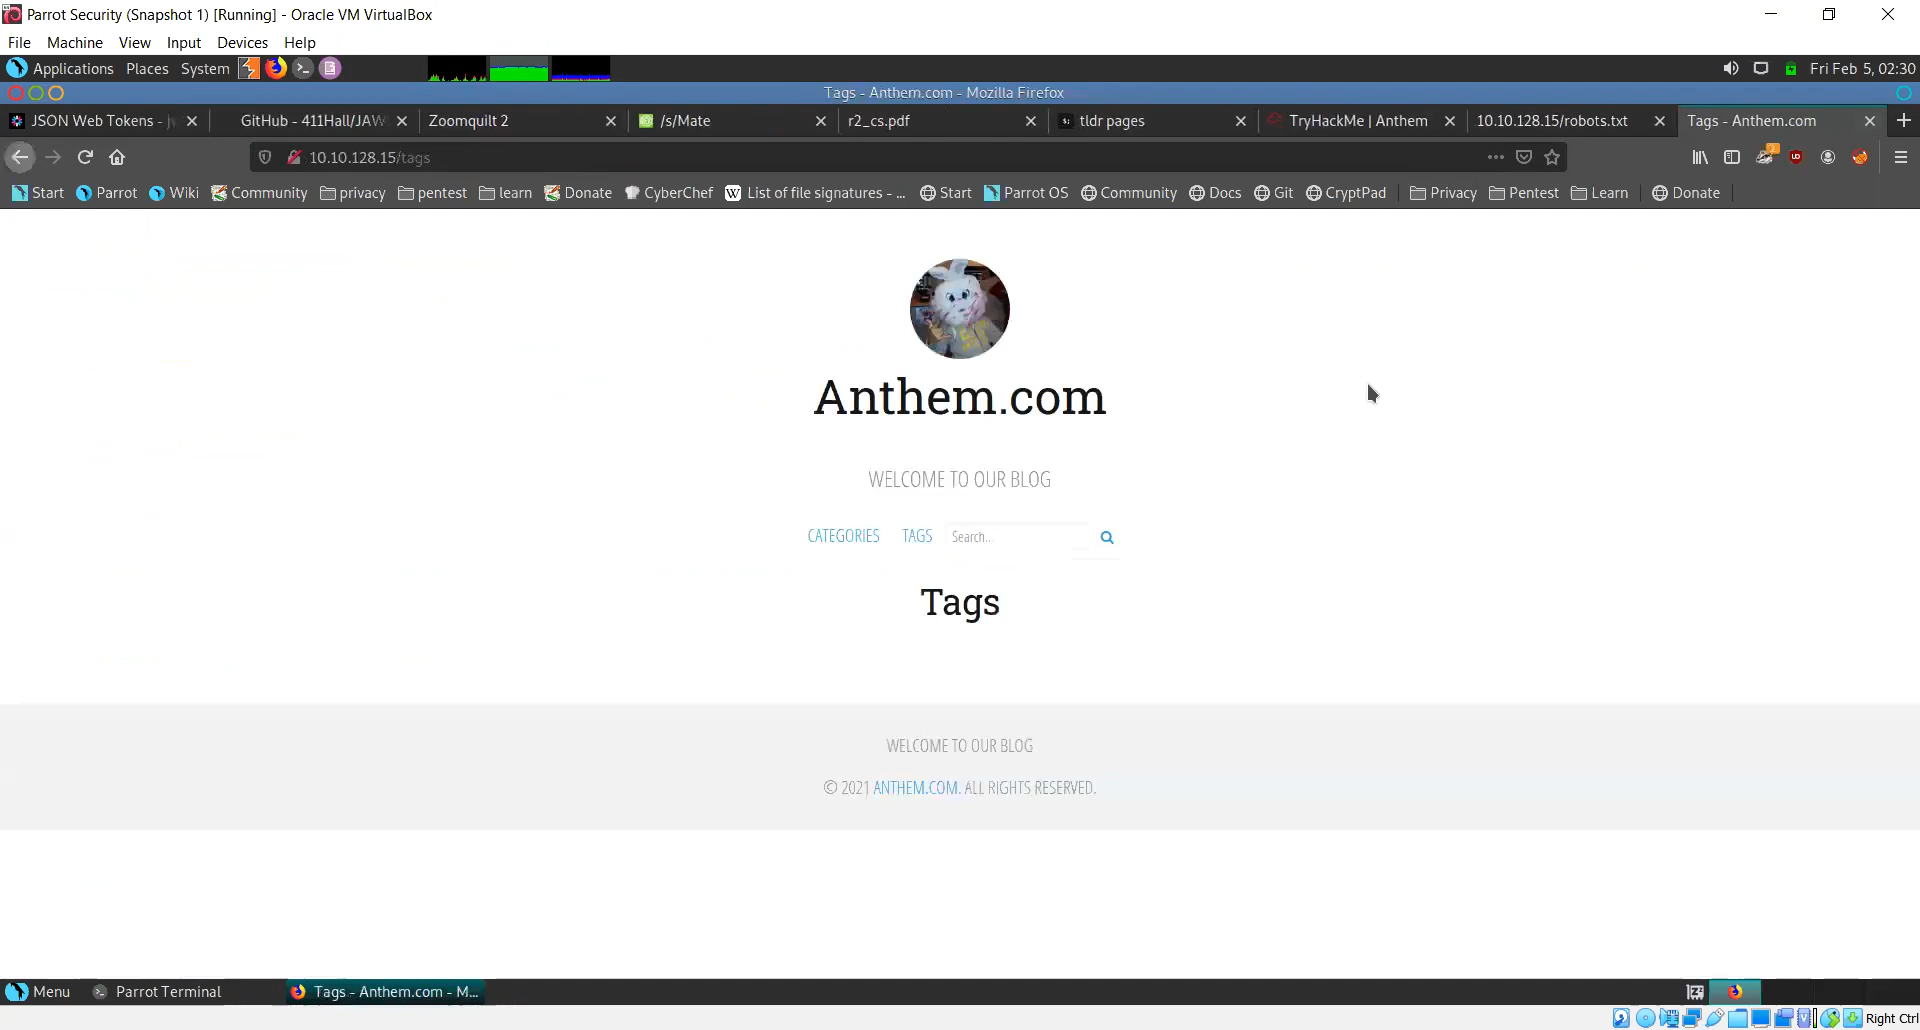 Parrot Security (Snapshot 1) [Running] - Oracle VM VirtualBox
File Machine View Input Devices Help
Applications Places System Fri Feb 5, 02:30
Tags - Anthem.com - Mozilla Firefox
JSON Web Tokens - GitHub - 411Hall/JAW Zoomquilt 2 /s/Mate r2_cs.pdf tldr pages TryHackMe | Anthem 10.10.128.15/robots.txt Tags - Anthem.com
10.10.128.15/tags
Start Parrot Wiki Community privacy pentest learn Donate CyberChef List of file signatures - ... Start Parrot OS Community Docs Git CryptPad Privacy Pentest Learn Donate
Anthem.com
WELCOME TO OUR BLOG
CATEGORIES TAGS Search...
Tags
WELCOME TO OUR BLOG
© 2021 ANTHEM.COM. ALL RIGHTS RESERVED.
Menu Parrot Terminal Tags - Anthem.com - M...
Right Ctrl